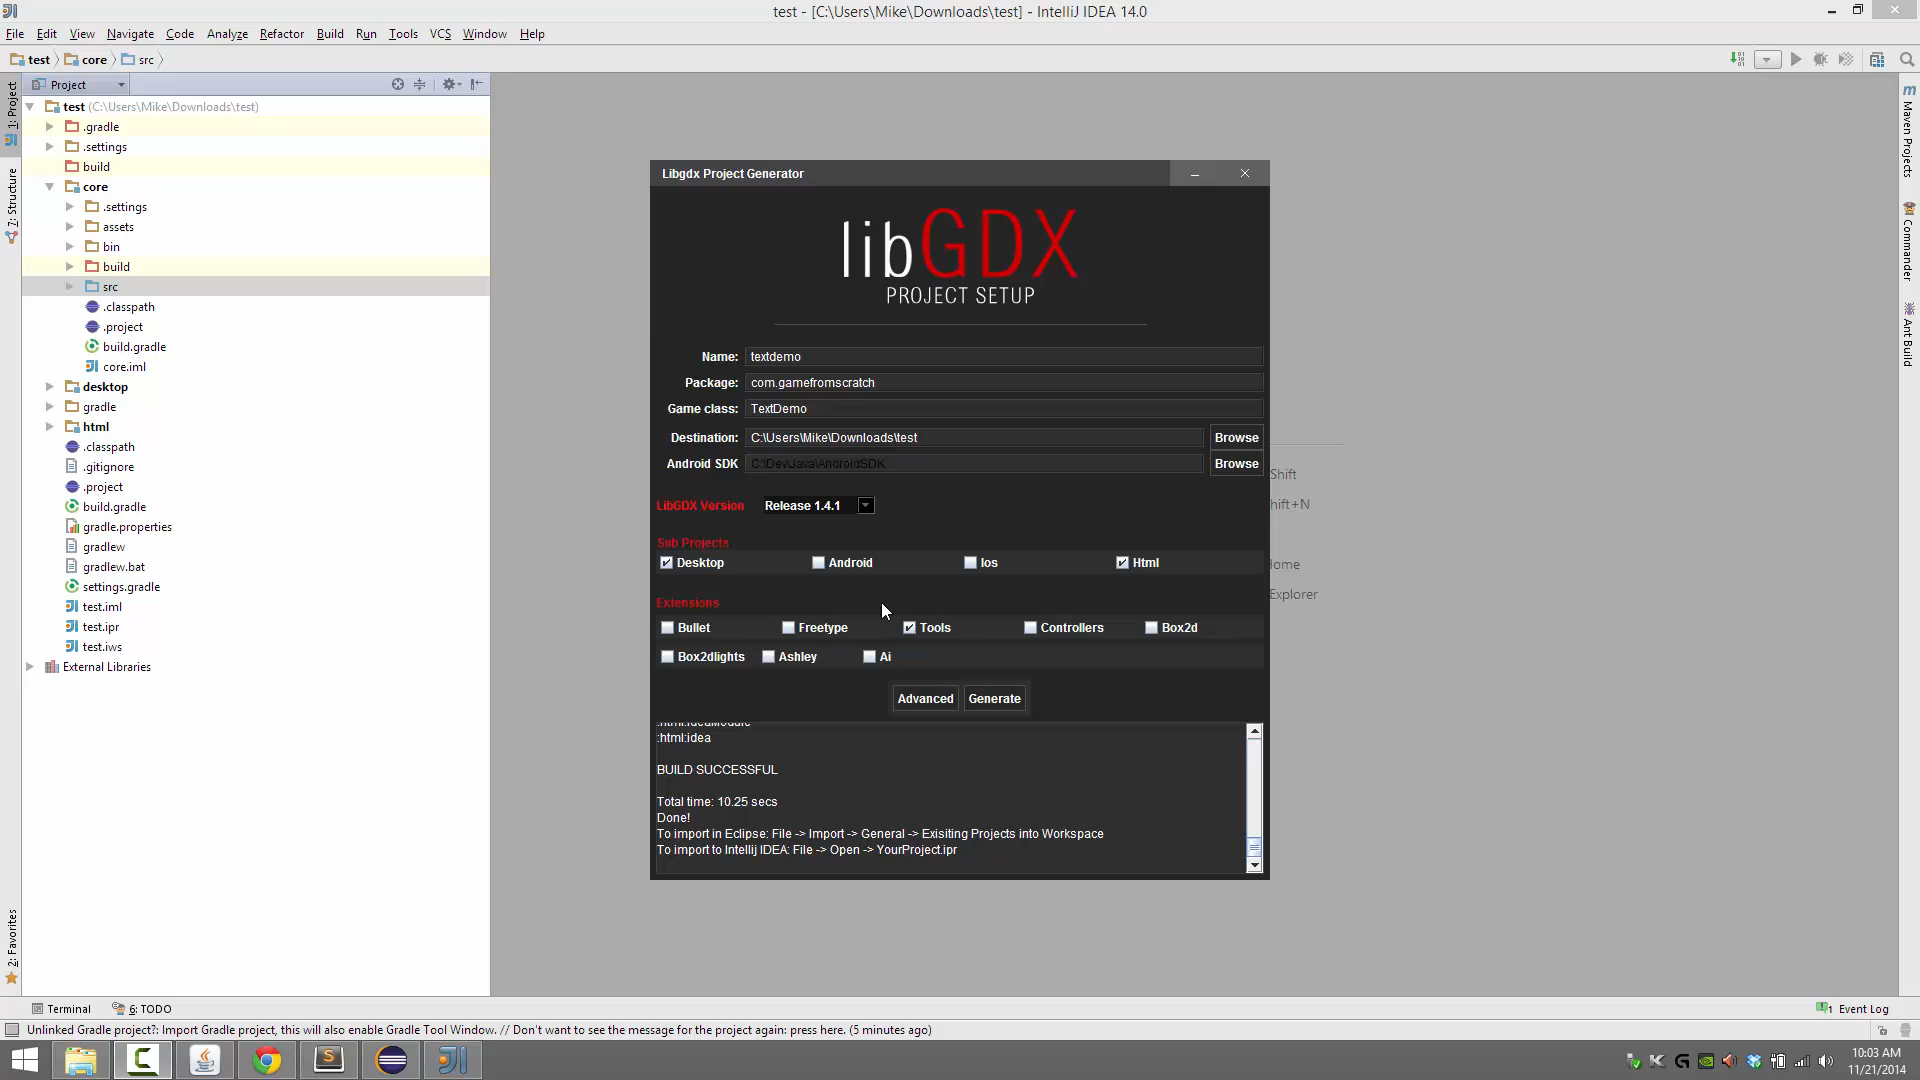 test - [C:\Users\Mike\Downloads\test] - IntelliJ IDEA 14.0
File Edit View Navigate Code Analyze Refactor Build Run Tools VCS Window Help
test core src
Project
1: Project
7: Structure
2: Favorites
test (C:\Users\Mike\Downloads\test)
.gradle
.settings
build
core
.settings
assets
bin
build
src
.classpath
.project
build.gradle
core.iml
desktop
gradle
html
.classpath
.gitignore
.project
build.gradle
gradle.properties
gradlew
gradlew.bat
settings.gradle
test.iml
test.ipr
test.iws
External Libraries
Libgdx Project Generator
libGDX
PROJECT SETUP
Name: textdemo
Package: com.gamefromscratch
Game class: TextDemo
Destination: C:\Users\Mike\Downloads\test Browse
Android SDK C:\Dev\Java\AndroidSDK Browse
LibGDX Version Release 1.4.1
Sub Projects
Desktop Android Ios Html
Extensions
Bullet Freetype Tools Controllers Box2d
Box2dlights Ashley Ai
Advanced Generate
:html:ideaModule
:html:idea
BUILD SUCCESSFUL
Total time: 10.25 secs
Done!
To import in Eclipse: File -> Import -> General -> Exisiting Projects into Workspace
To import to Intellij IDEA: File -> Open -> YourProject.ipr
Shift
hift+N
ome
Explorer
Maven Projects
Commander
Ant Build
Terminal 6: TODO
1 Event Log
Unlinked Gradle project?: Import Gradle project, this will also enable Gradle Tool Window. // Don't want to see the message for the project again: press here. (5 minutes ago)
10:03 AM
11/21/2014